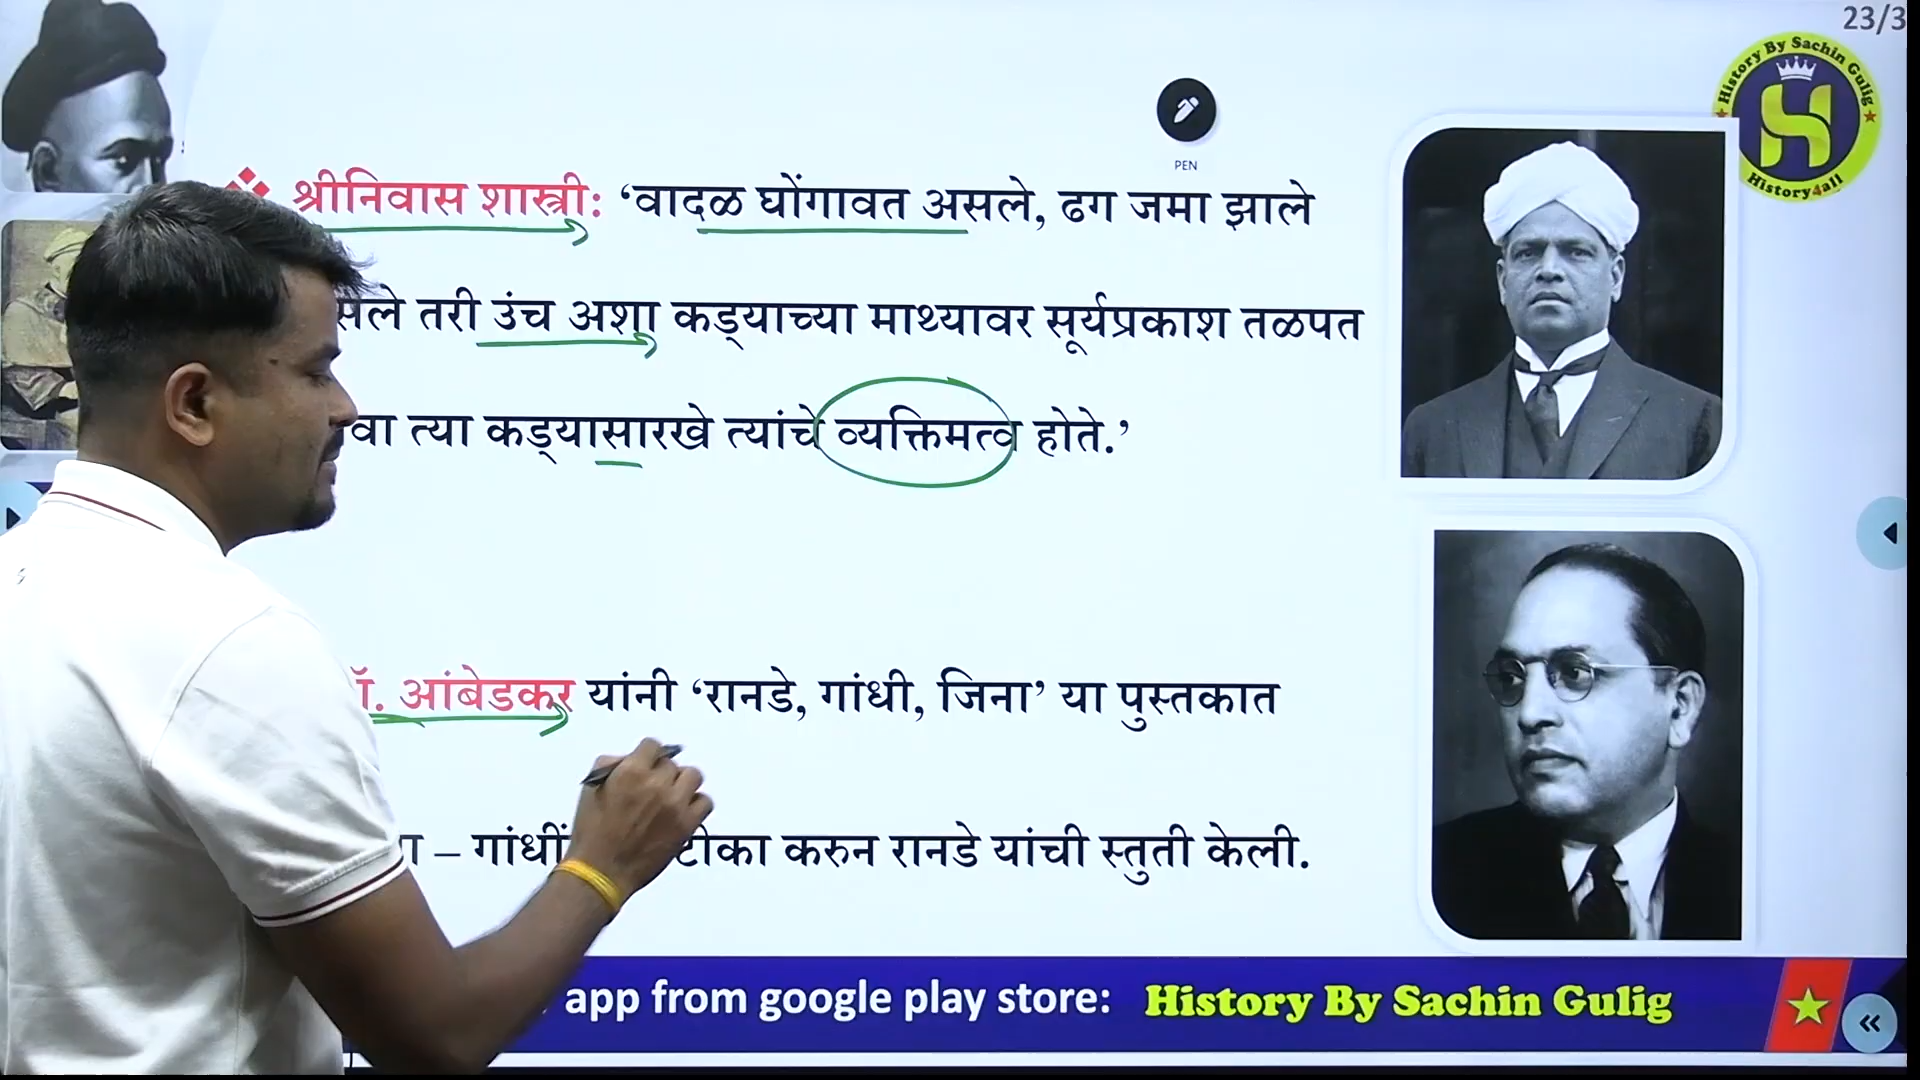 23/3
History By Sachin Gulig
History4all
PEN
श्रीनिवास शास्त्री: ‘वादळ घोंगावत असले, ढग जमा झाले
तरी उंच अशा कड्याच्या माथ्यावर सूर्यप्रकाश तळपत
त्या कड्यासारखे त्यांचे व्यक्तिमत्व होते.’
आंबेडकर यांनी ‘रानडे, गांधी, जिना’ या पुस्तकात
– टीका करुन रानडे यांची स्तुती केली.
app from google play store: History By Sachin Gulig